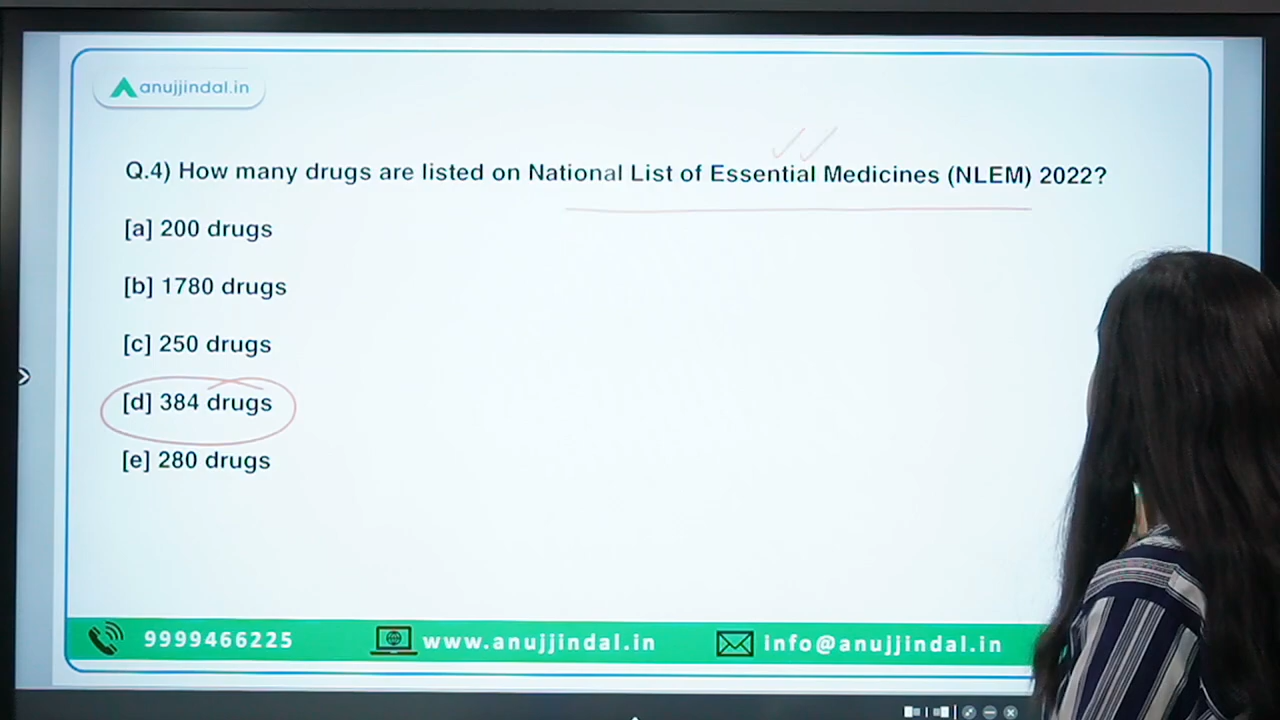 anujjindal.in
Q.4) How many drugs are listed on National List of Essential Medicines (NLEM) 2022?
[a] 200 drugs
[b] 1780 drugs
[c] 250 drugs
[d] 384 drugs
[e] 280 drugs
9999466225 www.anujjindal.in info@anujjindal.in